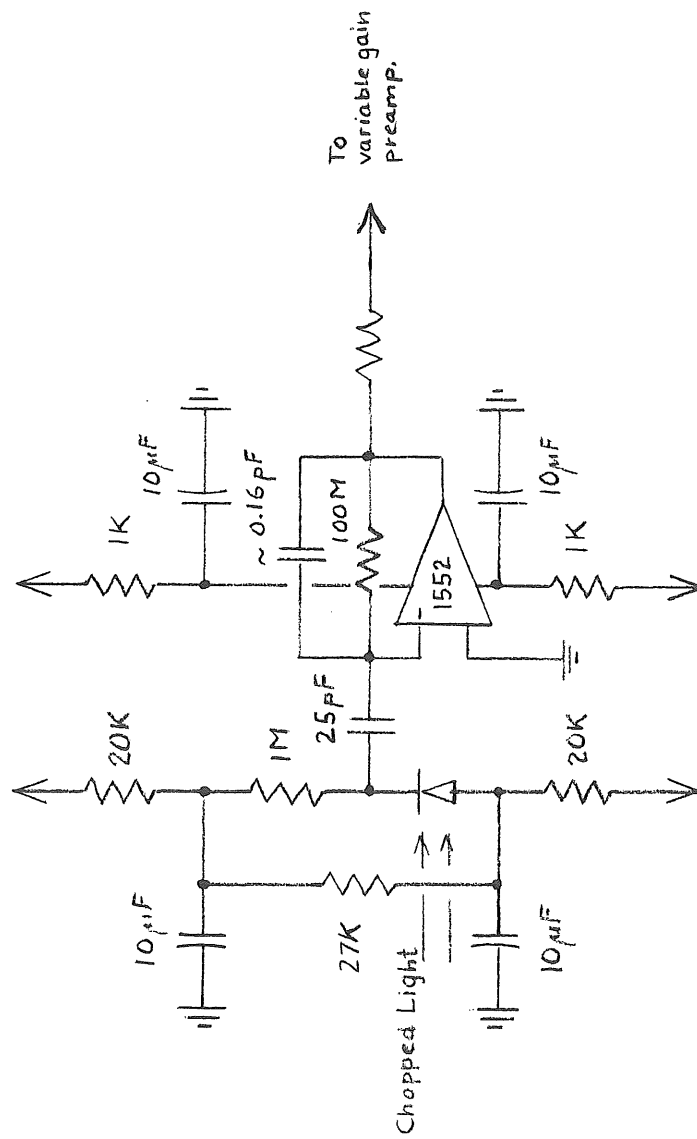 20K
1K
10µF
10µF
1M
~ 0.16pF
25pF
100M
27K
-
1552
To
variable gain
preamp.
Chopped Light
10µF
10µF
20K
1K